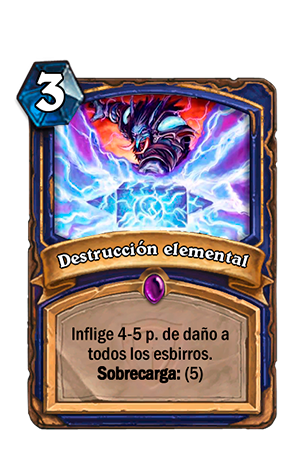 3
Destrucción elemental
Inflige 4-5 p. de daño a
todos los esbirros.
Sobrecarga: (5)